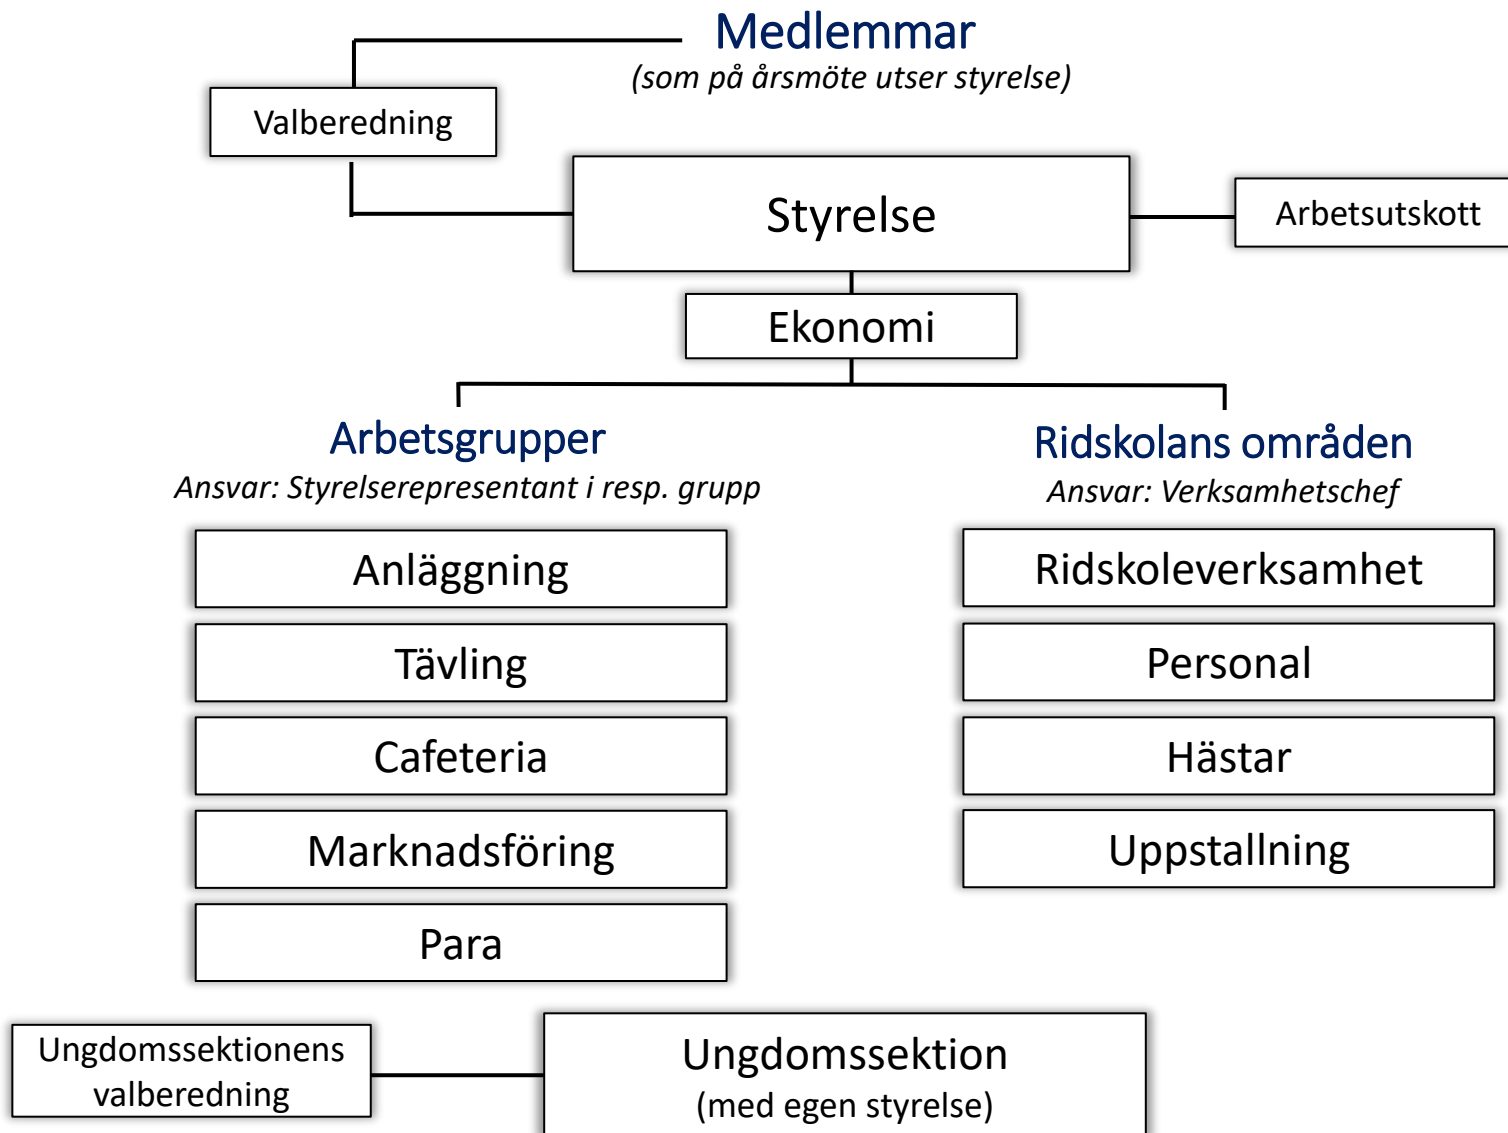 Medlemmar
(som på årsmöte utser styrelse)
Valberedning
Styrelse
Arbetsutskott
Ekonomi
Arbetsgrupper
Ansvar: Styrelserepresentant i resp. grupp
Anläggning
Tävling
Cafeteria
Marknadsföring
Para
Ridskolans områden
Ansvar: Verksamhetschef
Ridskoleverksamhet
Personal
Hästar
Uppstallning
Ungdomssektionens
valberedning
Ungdomssektion
(med egen styrelse)